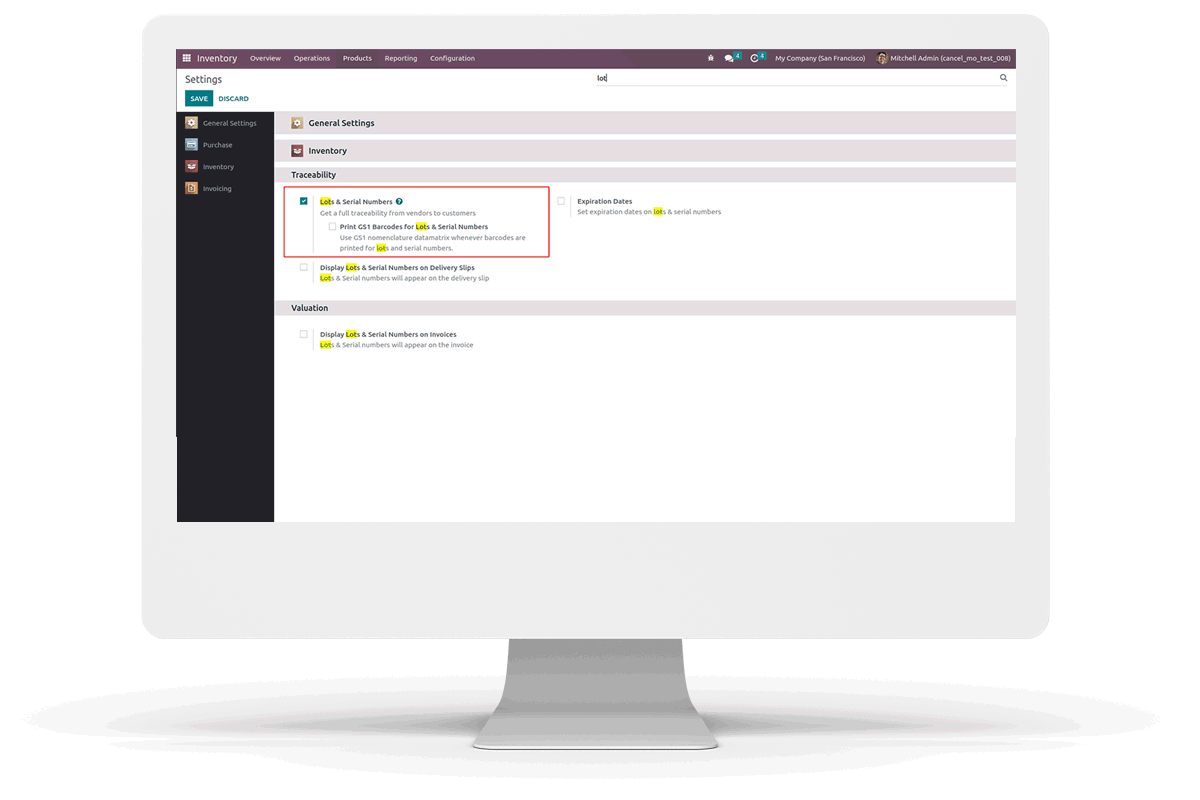 Inventory Overview Operations Products Reporting Configuration 4 4 My Company (San Francisco) Mitchell Admin (cancel_mo_test_008)
Settings lot
SAVE DISCARD
General Settings
Purchase
Inventory
Invoicing
General Settings
Inventory
Traceability
Lots & Serial Numbers ?
Get a full traceability from vendors to customers
Print GS1 Barcodes for Lots & Serial Numbers
Use GS1 nomenclature datamatrix whenever barcodes are
printed for lots and serial numbers.
Expiration Dates
Set expiration dates on lots & serial numbers
Display Lots & Serial Numbers on Delivery Slips
Lots & Serial numbers will appear on the delivery slip
Valuation
Display Lots & Serial Numbers on Invoices
Lots & Serial numbers will appear on the invoice